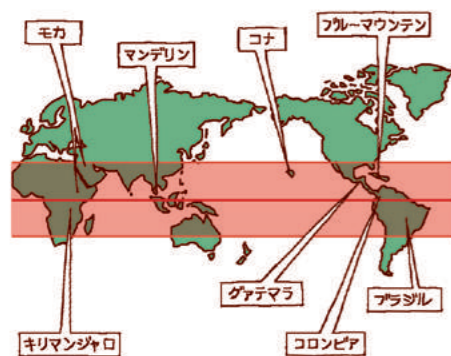 モカ
マンデリン
コナ
ブルーマウンテン
キリマンジャロ
グァテマラ
コロンビア
ブラジル